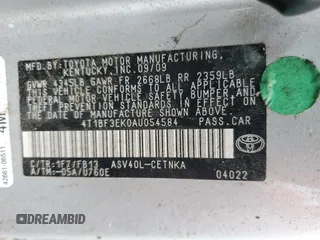 MFD.BY: TOYOTA MOTOR MANUFACTURING,
KENTUCKY, INC. 09/09
GVWR 4345LB GAWR FR 2668LB RR 2359LB
THIS VEHICLE CONFORMS TO ALL APPLICABLE
FEDERAL MOTOR VEHICLE SAFETY, BUMPER, AND
THEFT PREVENTION STANDARDS IN EFFECT ON
THE DATE OF MANUFACTURE SHOWN ABOVE.
4T1BF3EK0AU054584 PASS.CAR
C/TR: 1F7/FB13 ASV40L-CETNKA
A/TM: -05A/U760E
04022
42661-06511